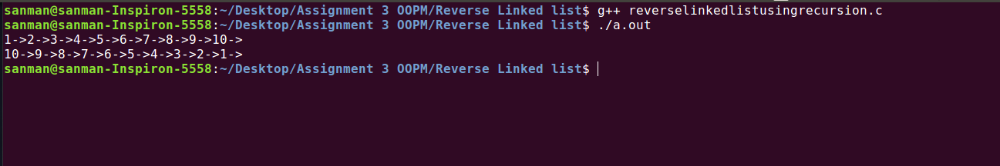 sanman@sanman-Inspiron-5558:~/Desktop/Assignment 3 OOPM/Reverse Linked list$ g++ reverselinkedlistusingrecursion.c
sanman@sanman-Inspiron-5558:~/Desktop/Assignment 3 OOPM/Reverse Linked list$ ./a.out
1->2->3->4->5->6->7->8->9->10->
10->9->8->7->6->5->4->3->2->1->
sanman@sanman-Inspiron-5558:~/Desktop/Assignment 3 OOPM/Reverse Linked list$